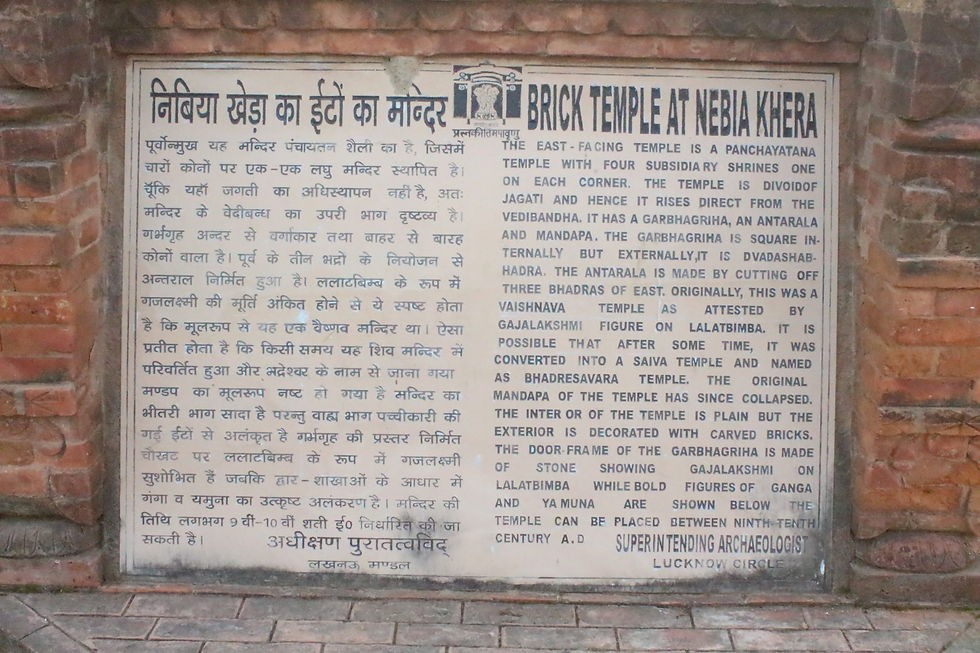 निबिया खेड़ा का ईटों का मन्दिर
पूर्वोन्मुख यह मन्दिर पंचायतन शैली का है, जिसमें
चारों कोनों पर एक-एक लघु मन्दिर स्थापित है।
चूँकि यहाँ जगती का अधिस्थापन नहीं है, अतः
मन्दिर के वेदीबन्ध का उपरी भाग दृष्टव्य है।
गर्भगृह अन्दर से वर्गाकार तथा बाहर से बारह
कोनों वाला है। पूर्व के तीन भद्रो के नियोजन से
अन्तराल निर्मित हुआ है। ललाटबिम्ब के रूप में
गजलक्ष्मी की मूर्ति अंकित होने से ये स्पष्ट होता
है कि मूलरूप से यह एक वैष्णव मन्दिर था। ऐसा
प्रतीत होता है कि किसी समय यह शिव मन्दिर में
परिवर्तित हुआ और भद्रेश्वर के नाम से जाना गया
मण्डप का मूलरूप नष्ट हो गया है मन्दिर का
भीतरी भाग सादा है परन्तु वाह्य भाग पच्चीकारी की
गई ईटों से अलंकृत है गर्भगृह की प्रस्तर निर्मित
चौखट पर ललाटबिम्ब के रूप में गजलक्ष्मी
सुशोभित हैं जबकि द्वार-शाखाओं के आधार में
गंगा व यमुना का उत्कृष्ट अलंकरण है। मन्दिर की
तिथि लगभग 9 वीं-10 वीं शती ई0 निर्धारित की जा
सकती है।
अधीक्षण पुरातत्वविद्
लखनऊ मण्डल
प्रत्नकीर्तिमपावृणु
BRICK TEMPLE AT NEBIA KHERA
THE EAST-FACING TEMPLE IS A PANCHAYATANA
TEMPLE WITH FOUR SUBSIDIARY SHRINES ONE
ON EACH CORNER. THE TEMPLE IS DIVOIDOF
JAGATI AND HENCE IT RISES DIRECT FROM THE
VEDIBANDHA. IT HAS A GARBHAGRIHA, AN ANTARALA
AND MANDAPA. THE GARBHAGRIHA IS SQUARE IN-
TERNALLY BUT EXTERNALLY,IT IS DVADASHAB-
HADRA. THE ANTARALA IS MADE BY CUTTING OFF
THREE BHADRAS OF EAST. ORIGINALLY, THIS WAS A
VAISHNAVA TEMPLE AS ATTESTED BY
GAJALAKSHMI FIGURE ON LALATBIMBA. IT IS
POSSIBLE THAT AFTER SOME TIME, IT WAS
CONVERTED INTO A SAIVA TEMPLE AND NAMED
AS BHADRESAVARA TEMPLE. THE ORIGINAL
MANDAPA OF THE TEMPLE HAS SINCE COLLAPSED.
THE INTERIOR OF THE TEMPLE IS PLAIN BUT THE
EXTERIOR IS DECORATED WITH CARVED BRICKS.
THE DOOR-FRAME OF THE GARBHAGRIHA IS MADE
OF STONE SHOWING GAJALAKSHMI ON
LALATBIMBA WHILE BOLD FIGURES OF GANGA
AND YAMUNA ARE SHOWN BELOW THE
TEMPLE CAN BE PLACED BETWEEN NINTH-TENTH
CENTURY A.D
SUPERINTENDING ARCHAEOLOGIST
LUCKNOW CIRCLE